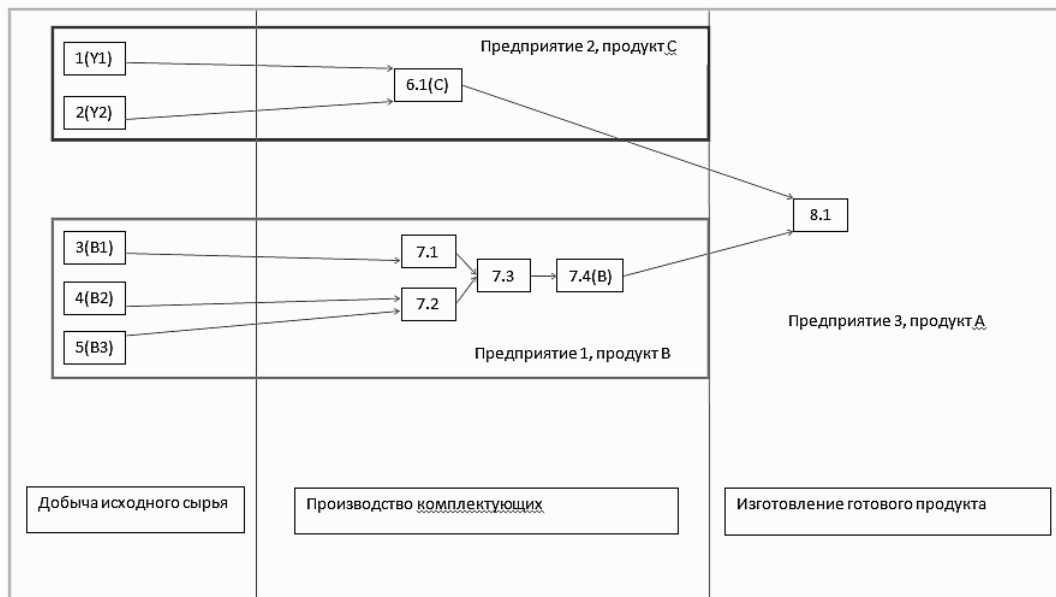 1(Y1)
Предприятие 2, продукт С
6.1(C)
2(Y2)
8.1
3(B1)
7.1
7.3
7.4(B)
4(B2)
7.2
Предприятие 3, продукт А
5(B3)
Предприятие 1, продукт В
Добыча исходного сырья
Производство комплектующих
Изготовление готового продукта